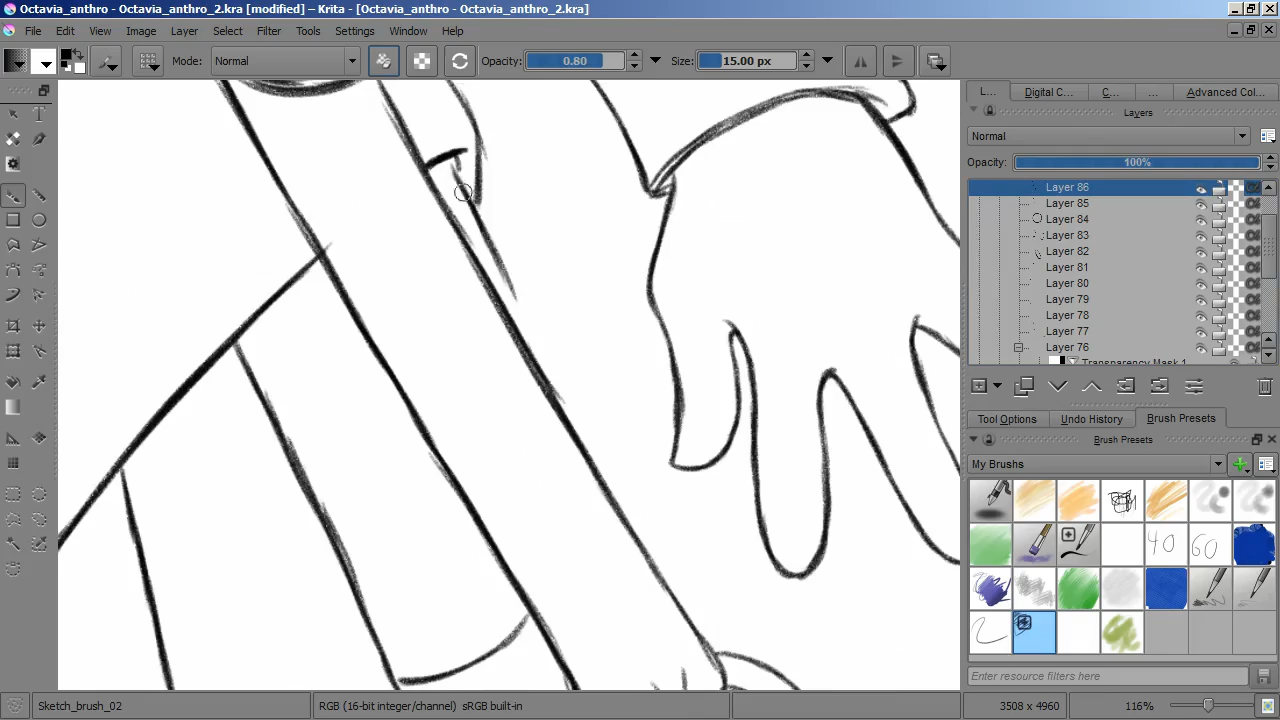 Octavia_anthro - Octavia_anthro_2.kra [modified] – Krita - [Octavia_anthro - Octavia_anthro_2.kra]
File Edit View Image Layer Select Filter Tools Settings Window Help
Mode: Normal Opacity: 0.80 Size: 15.00 px
L... Digital C... C... ... Advanced Col...
Layers
Normal
Opacity: 100%
Layer 86
Layer 85
Layer 84
Layer 83
Layer 82
Layer 81
Layer 80
Layer 79
Layer 78
Layer 77
Layer 76
Transparency Mask 1
Tool Options Undo History Brush Presets
Brush Presets
My Brushes
40 60
Enter resource filters here
Sketch_brush_02 RGB (16-bit integer/channel) sRGB built-in 3508 x 4960 116%